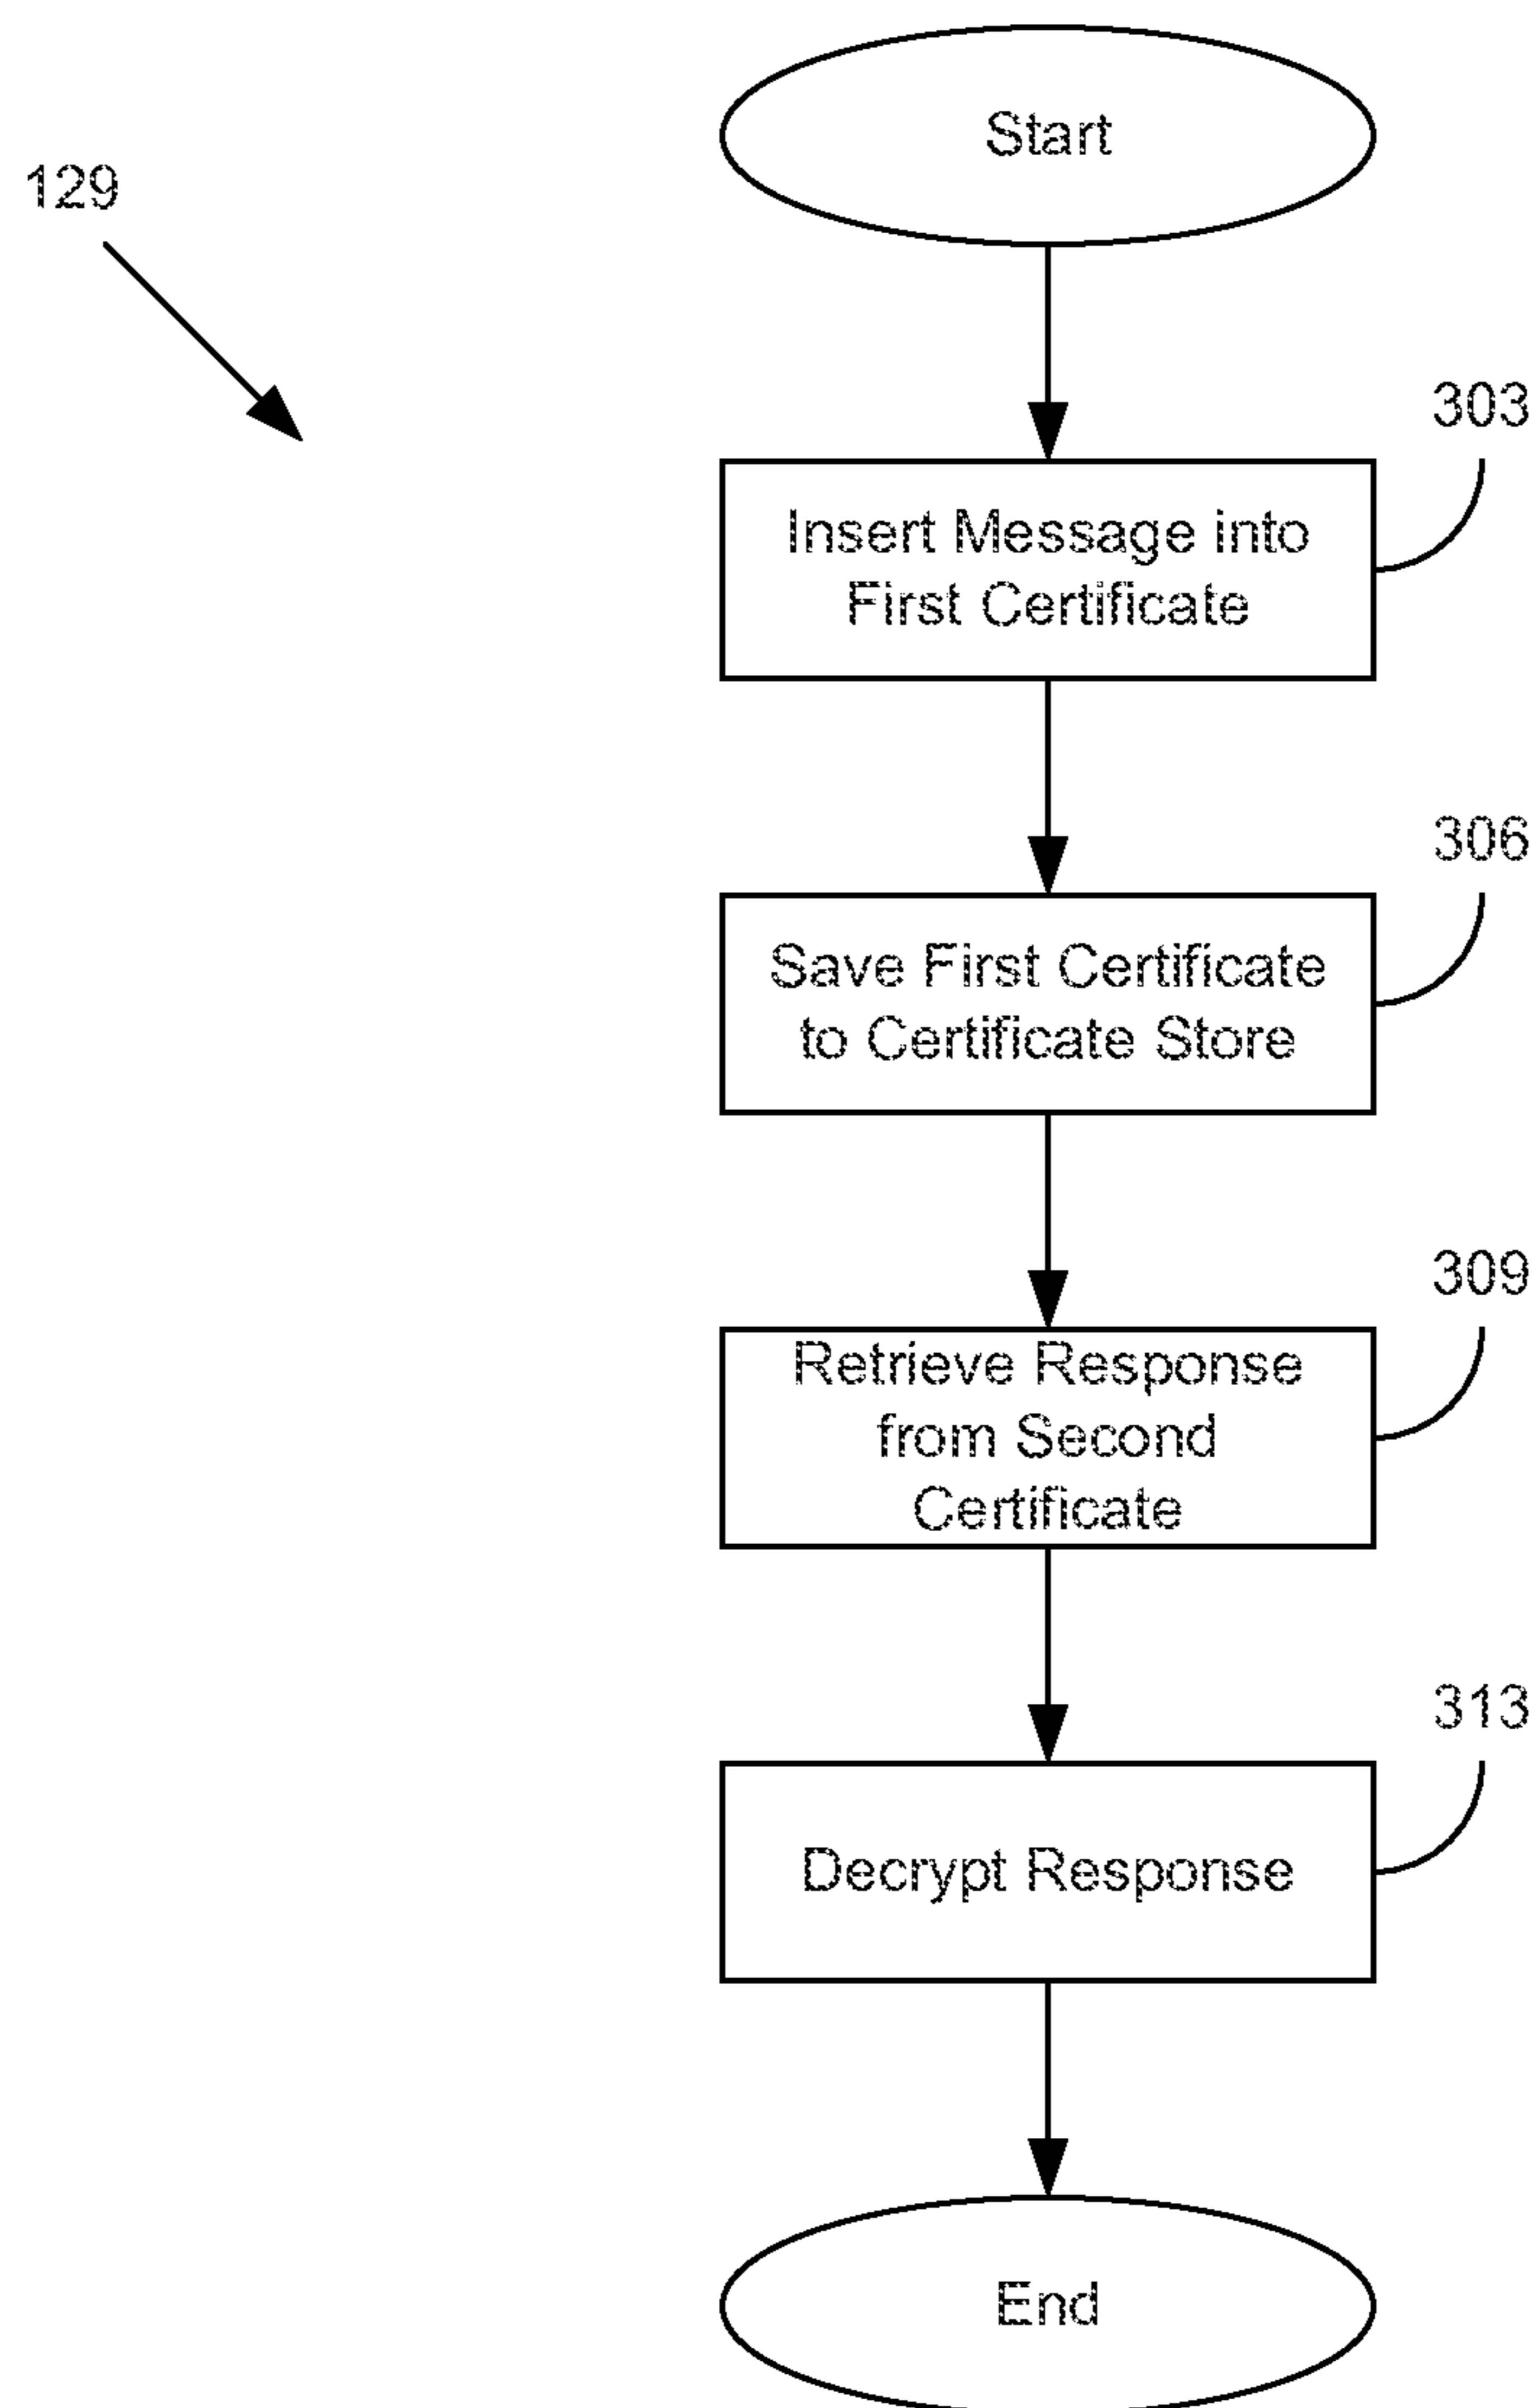 Start
129
303
Insert Message into
First Certificate
306
Save First Certificate
to Certificate Store
309
Retrieve Response
from Second
Certificate
313
Decrypt Response
End